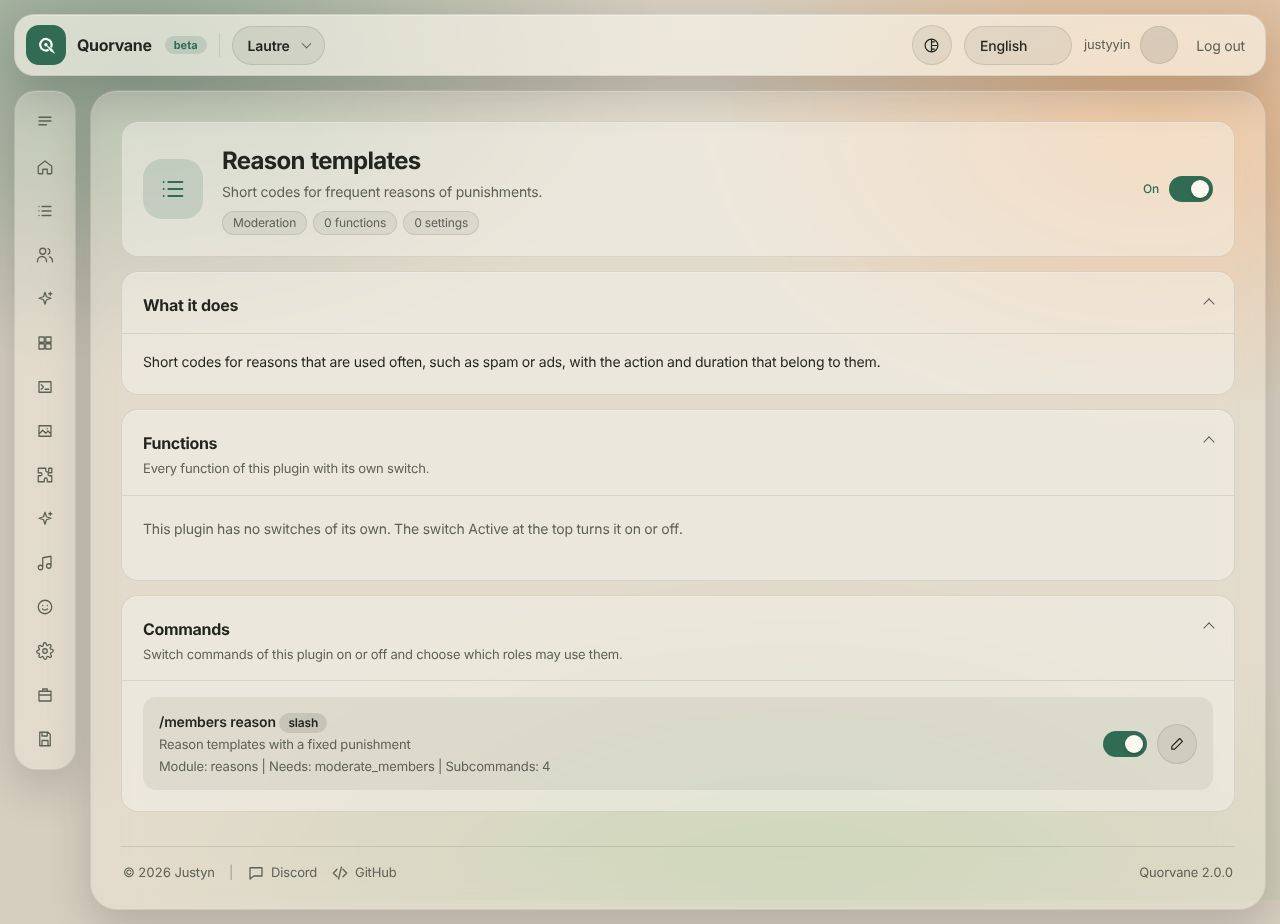 Quorvane beta Lautre English justyyin Log out
Reason templates
Short codes for frequent reasons of punishments.
Moderation 0 functions 0 settings
On
What it does
Short codes for reasons that are used often, such as spam or ads, with the action and duration that belong to them.
Functions
Every function of this plugin with its own switch.
This plugin has no switches of its own. The switch Active at the top turns it on or off.
Commands
Switch commands of this plugin on or off and choose which roles may use them.
/members reason slash
Reason templates with a fixed punishment
Module: reasons | Needs: moderate_members | Subcommands: 4
© 2026 Justyn | Discord GitHub Quorvane 2.0.0